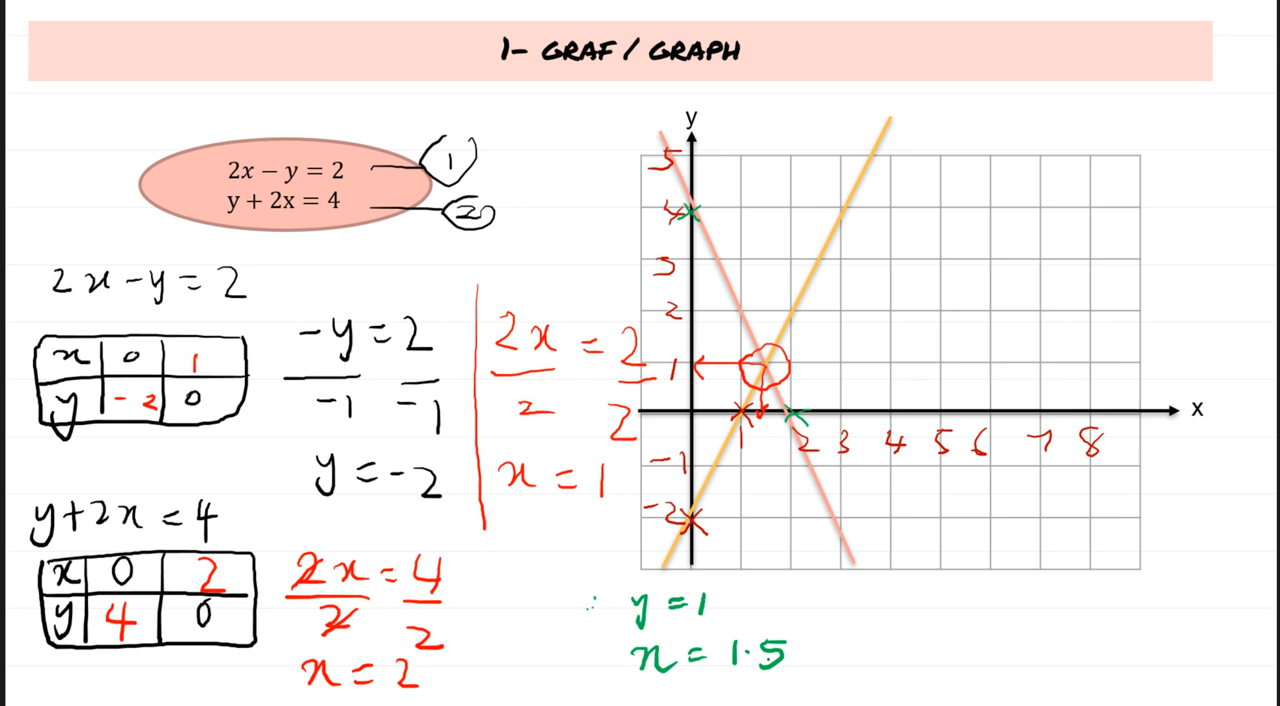 1- GRAF / GRAPH
2x − y = 2
1
y + 2x = 4
2
2x - y = 2
x 0 1
y -2 0
-y = 2
-1 -1
y = -2
2x = 2
2 2
x = 1
y + 2x = 4
x 0 2
y 4 0
2x = 4
2 2
x = 2
y
5
4
3
2
1
x
1 2 3 4 5 6 7 8
-1
-2
∴ y = 1
x = 1.5